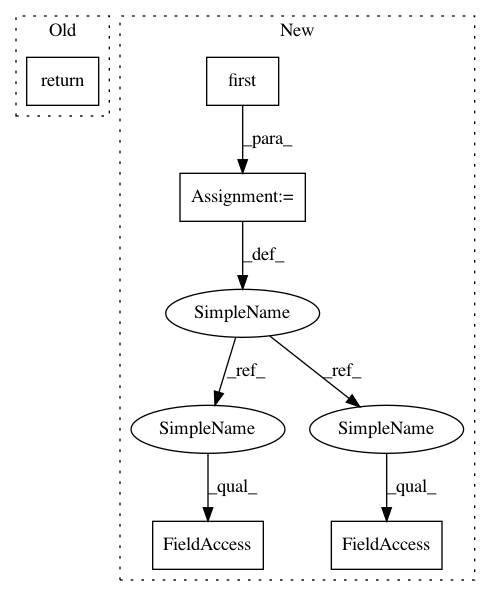 Old
New
return
first
_para_
Assignment:=
_def_
SimpleName
_ref_
_ref_
SimpleName
SimpleName
_qual_
_qual_
FieldAccess
FieldAccess